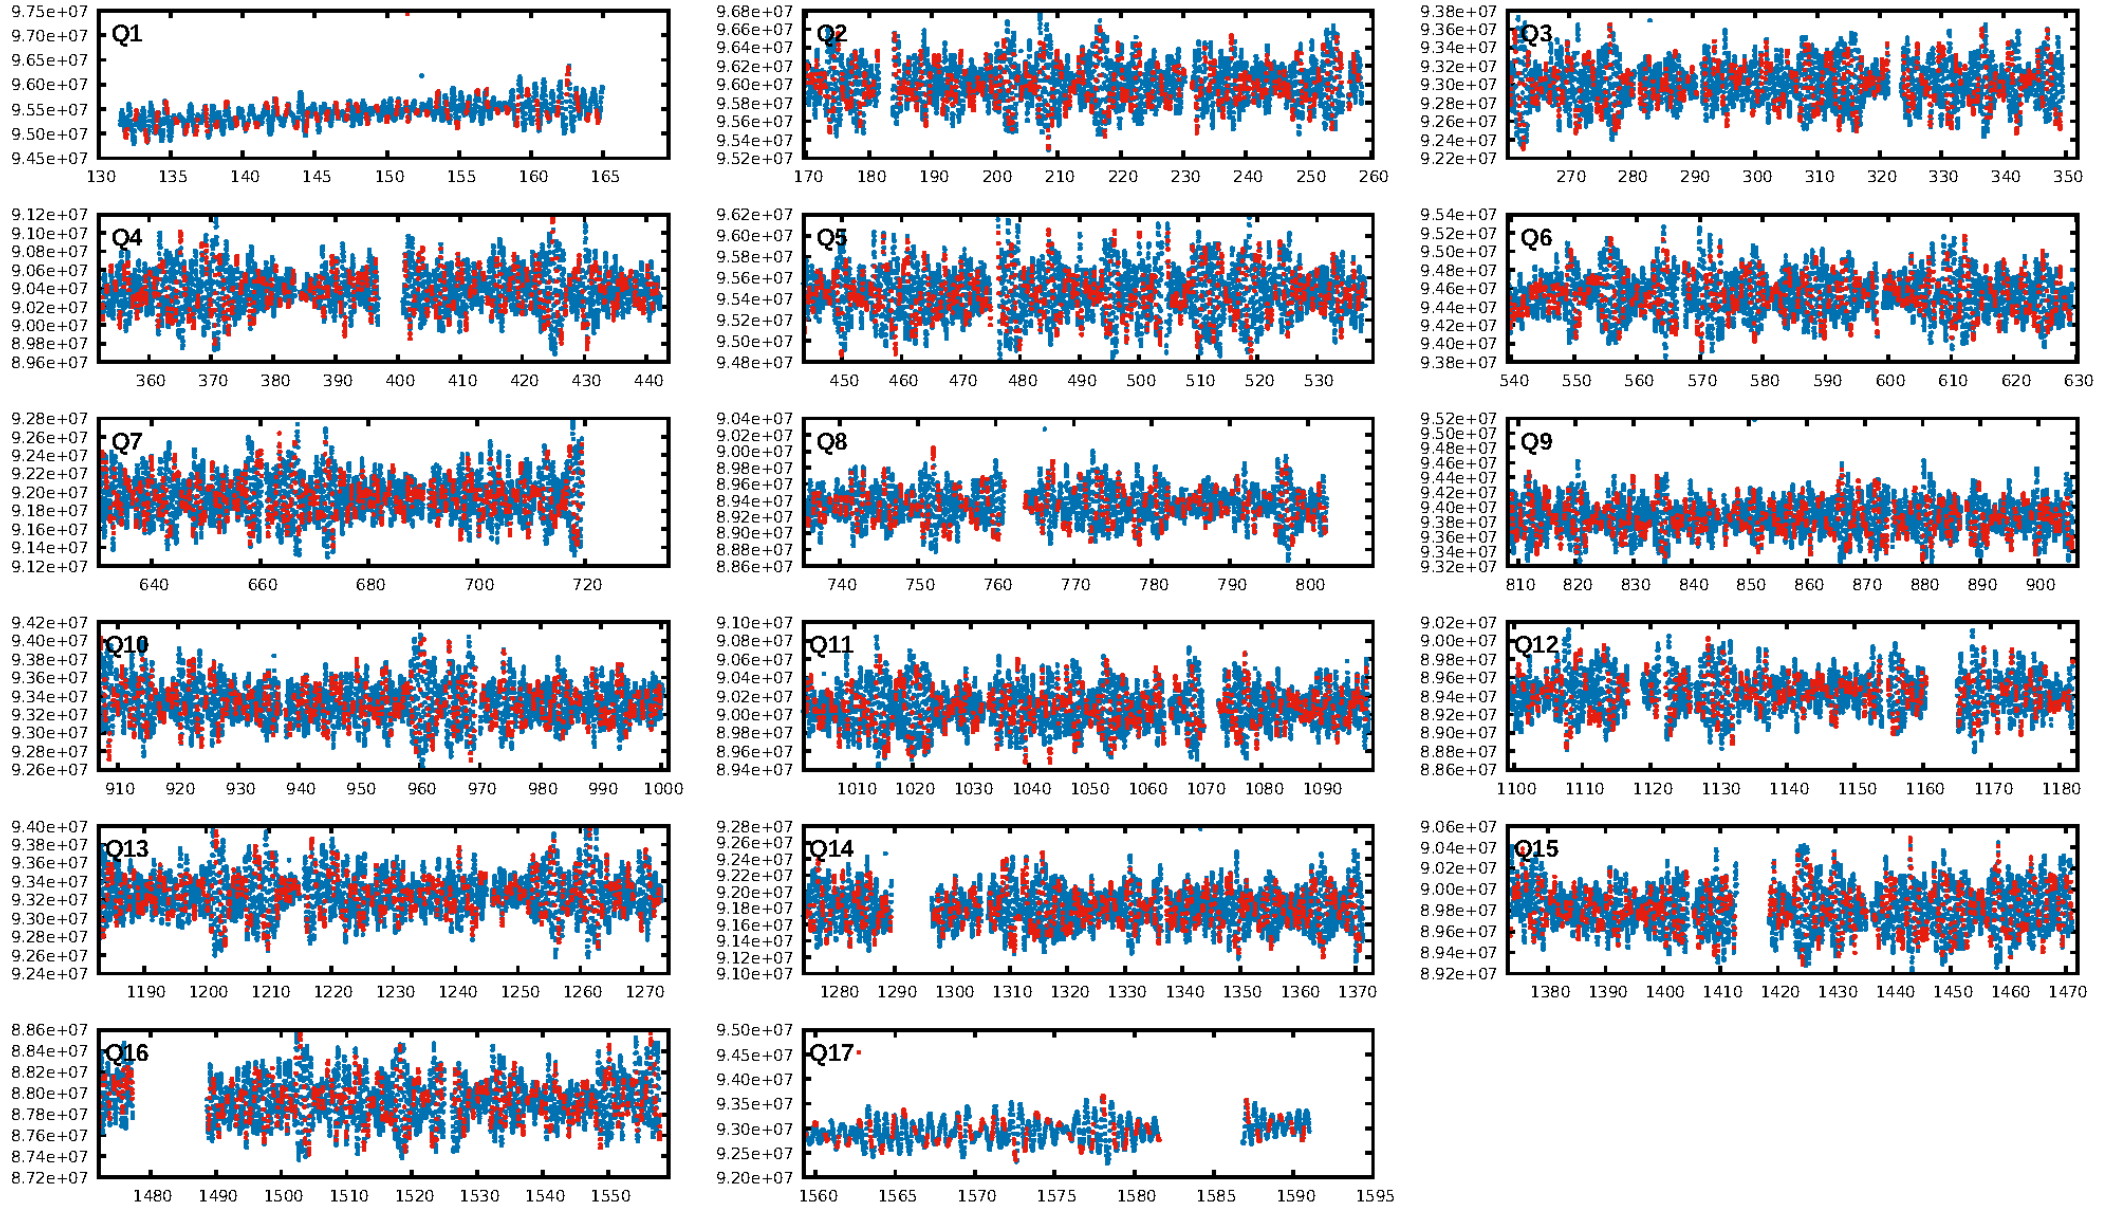 9.75e+07
9.70e+07
Q1
9.65e+07
9.60e+07
9.55e+07
9.50e+07
9.45e+07
130 135 140 145 150 155 160 165
9.68e+07
9.66e+07
Q2
9.64e+07
9.62e+07
9.60e+07
9.58e+07
9.56e+07
9.54e+07
9.52e+07
170 180 190 200 210 220 230 240 250 260
9.38e+07
9.36e+07
Q3
9.34e+07
9.32e+07
9.30e+07
9.28e+07
9.26e+07
9.24e+07
9.22e+07
270 280 290 300 310 320 330 340 350
9.12e+07
9.10e+07
Q4
9.08e+07
9.06e+07
9.04e+07
9.02e+07
9.00e+07
8.98e+07
8.96e+07
360 370 380 390 400 410 420 430 440
9.62e+07
9.60e+07
Q5
9.58e+07
9.56e+07
9.54e+07
9.52e+07
9.50e+07
9.48e+07
450 460 470 480 490 500 510 520 530
9.54e+07
9.52e+07
Q6
9.50e+07
9.48e+07
9.46e+07
9.44e+07
9.42e+07
9.40e+07
9.38e+07
540 550 560 570 580 590 600 610 620 630
9.28e+07
9.26e+07
Q7
9.24e+07
9.22e+07
9.20e+07
9.18e+07
9.16e+07
9.14e+07
9.12e+07
640 660 680 700 720
9.04e+07
9.02e+07
Q8
9.00e+07
8.98e+07
8.96e+07
8.94e+07
8.92e+07
8.90e+07
8.88e+07
8.86e+07
740 750 760 770 780 790 800
9.52e+07
9.50e+07
Q9
9.48e+07
9.46e+07
9.44e+07
9.42e+07
9.40e+07
9.38e+07
9.36e+07
9.34e+07
9.32e+07
810 820 830 840 850 860 870 880 890 900
9.42e+07
9.40e+07
Q10
9.38e+07
9.36e+07
9.34e+07
9.32e+07
9.30e+07
9.28e+07
9.26e+07
910 920 930 940 950 960 970 980 990 1000
9.10e+07
9.08e+07
Q11
9.06e+07
9.04e+07
9.02e+07
9.00e+07
8.98e+07
8.96e+07
8.94e+07
1010 1020 1030 1040 1050 1060 1070 1080 1090
9.02e+07
9.00e+07
Q12
8.98e+07
8.96e+07
8.94e+07
8.92e+07
8.90e+07
8.88e+07
8.86e+07
1100 1110 1120 1130 1140 1150 1160 1170 1180
9.40e+07
9.38e+07
Q13
9.36e+07
9.34e+07
9.32e+07
9.30e+07
9.28e+07
9.26e+07
9.24e+07
1190 1200 1210 1220 1230 1240 1250 1260 1270
9.28e+07
9.26e+07
Q14
9.24e+07
9.22e+07
9.20e+07
9.18e+07
9.16e+07
9.14e+07
9.12e+07
9.10e+07
1280 1290 1300 1310 1320 1330 1340 1350 1360 1370
9.06e+07
9.04e+07
Q15
9.02e+07
9.00e+07
8.98e+07
8.96e+07
8.94e+07
8.92e+07
1380 1390 1400 1410 1420 1430 1440 1450 1460 1470
8.86e+07
8.84e+07
Q16
8.82e+07
8.80e+07
8.78e+07
8.76e+07
8.74e+07
8.72e+07
1480 1490 1500 1510 1520 1530 1540 1550
9.50e+07
9.45e+07
Q17
9.40e+07
9.35e+07
9.30e+07
9.25e+07
9.20e+07
1560 1565 1570 1575 1580 1585 1590 1595